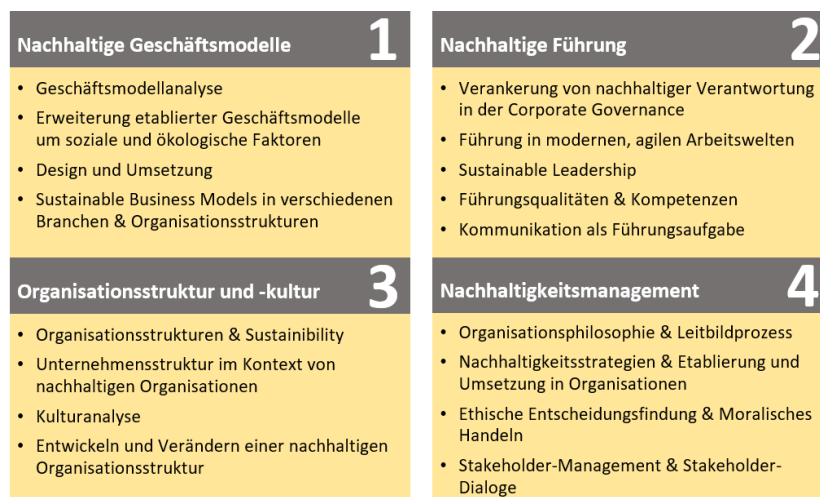 Nachhaltige Geschäftsmodelle 1
• Geschäftsmodellanalyse
• Erweiterung etablierter Geschäftsmodelle
um soziale und ökologische Faktoren
• Design und Umsetzung
• Sustainable Business Models in verschiedenen
Branchen & Organisationsstrukturen
Nachhaltige Führung 2
• Verankerung von nachhaltiger Verantwortung
in der Corporate Governance
• Führung in modernen, agilen Arbeitswelten
• Sustainable Leadership
• Führungsqualitäten & Kompetenzen
• Kommunikation als Führungsaufgabe
Organisationsstruktur und -kultur 3
• Organisationsstrukturen & Sustainibility
• Unternehmensstruktur im Kontext von
nachhaltigen Organisationen
• Kulturanalyse
• Entwickeln und Verändern einer nachhaltigen
Organisationsstruktur
Nachhaltigkeitsmanagement 4
• Organisationsphilosophie & Leitbildprozess
• Nachhaltigkeitsstrategien & Etablierung und
Umsetzung in Organisationen
• Ethische Entscheidungsfindung & Moralisches
Handeln
• Stakeholder-Management & Stakeholder-
Dialoge